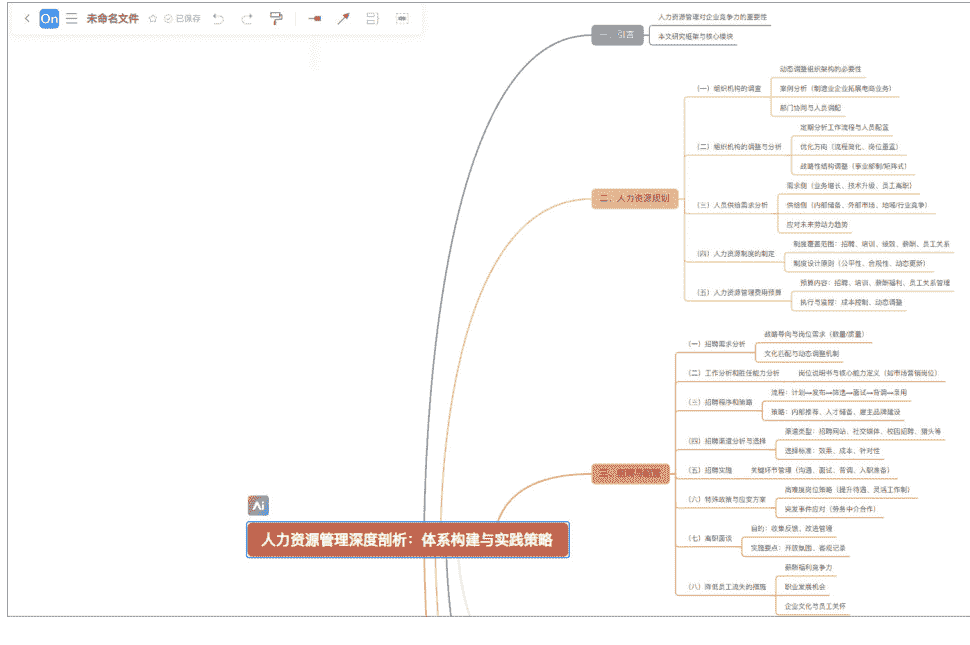 On 未命名文件 已保存
一、引言
人力资源管理对企业竞争力的重要性
本文研究框架与核心模块
二、人力资源规划
（一）组织机构的调查
动态调整组织架构的必要性
案例分析（制造业企业拓展电商业务）
部门协同与人员调配
（二）组织机构的调整与分析
定期分析工作流程与人员配置
优化方向（流程简化、岗位重置）
战略性结构调整（事业部制/矩阵式）
（三）人员供给需求分析
需求侧（业务增长、技术升级、员工离职）
供给侧（内部储备、外部市场、地域/行业竞争）
应对未来劳动力趋势
（四）人力资源制度的制定
制度覆盖范围：招聘、培训、绩效、薪酬、员工关系
制度设计原则（公平性、合规性、动态更新）
（五）人力资源管理费用预算
预算内容：招聘、培训、薪酬福利、员工关系管理
执行与监控：成本控制、动态调整
（一）招聘需求分析
战略导向与岗位需求（数量/质量）
文化匹配与动态调整机制
（二）工作分析和胜任能力分析
岗位说明书与核心能力定义（如市场营销岗位）
（三）招聘程序和策略
流程：计划→发布→筛选→面试→背调→录用
策略：内部推荐、人才储备、雇主品牌建设
（四）招聘渠道分析与选择
渠道类型：招聘网站、社交媒体、校园招聘、猎头等
选择标准：效果、成本、针对性
（五）招聘实施
关键环节管理（沟通、面试、背调、入职准备）
（六）特殊政策与应变方案
高难度岗位策略（提升待遇、灵活工作制）
突发事件应对（劳务中介合作）
（七）离职面谈
目的：收集反馈、改进管理
实施要点：开放氛围、客观记录
（八）降低员工流失的措施
薪酬福利竞争力
职业发展机会
企业文化与员工关怀
Ai
人力资源管理深度剖析：体系构建与实践策略